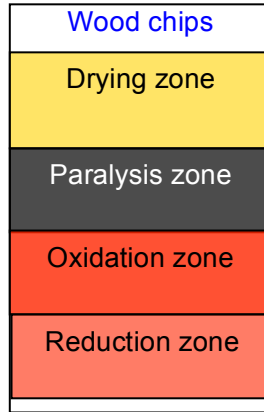 Wood chips
Drying zone
Paralysis zone
Oxidation zone
Reduction zone